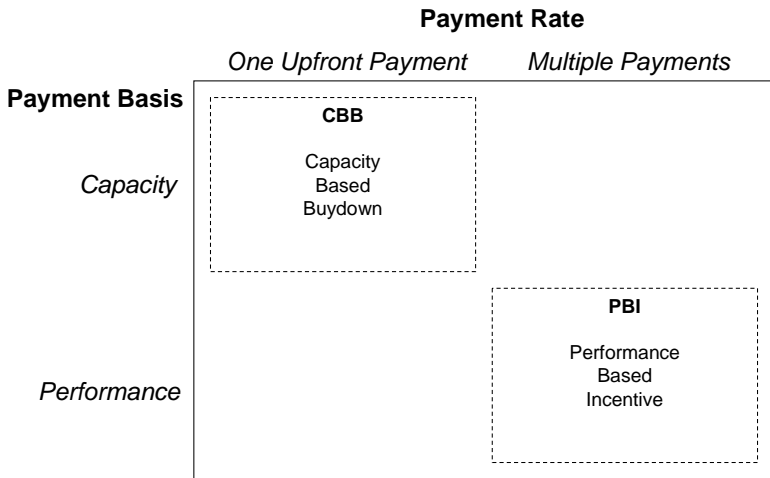 Payment Rate
One Upfront Payment
Multiple Payments
Payment Basis
CBB
Capacity
Based
Buydown
Capacity
PBI
Performance
Based
Incentive
Performance